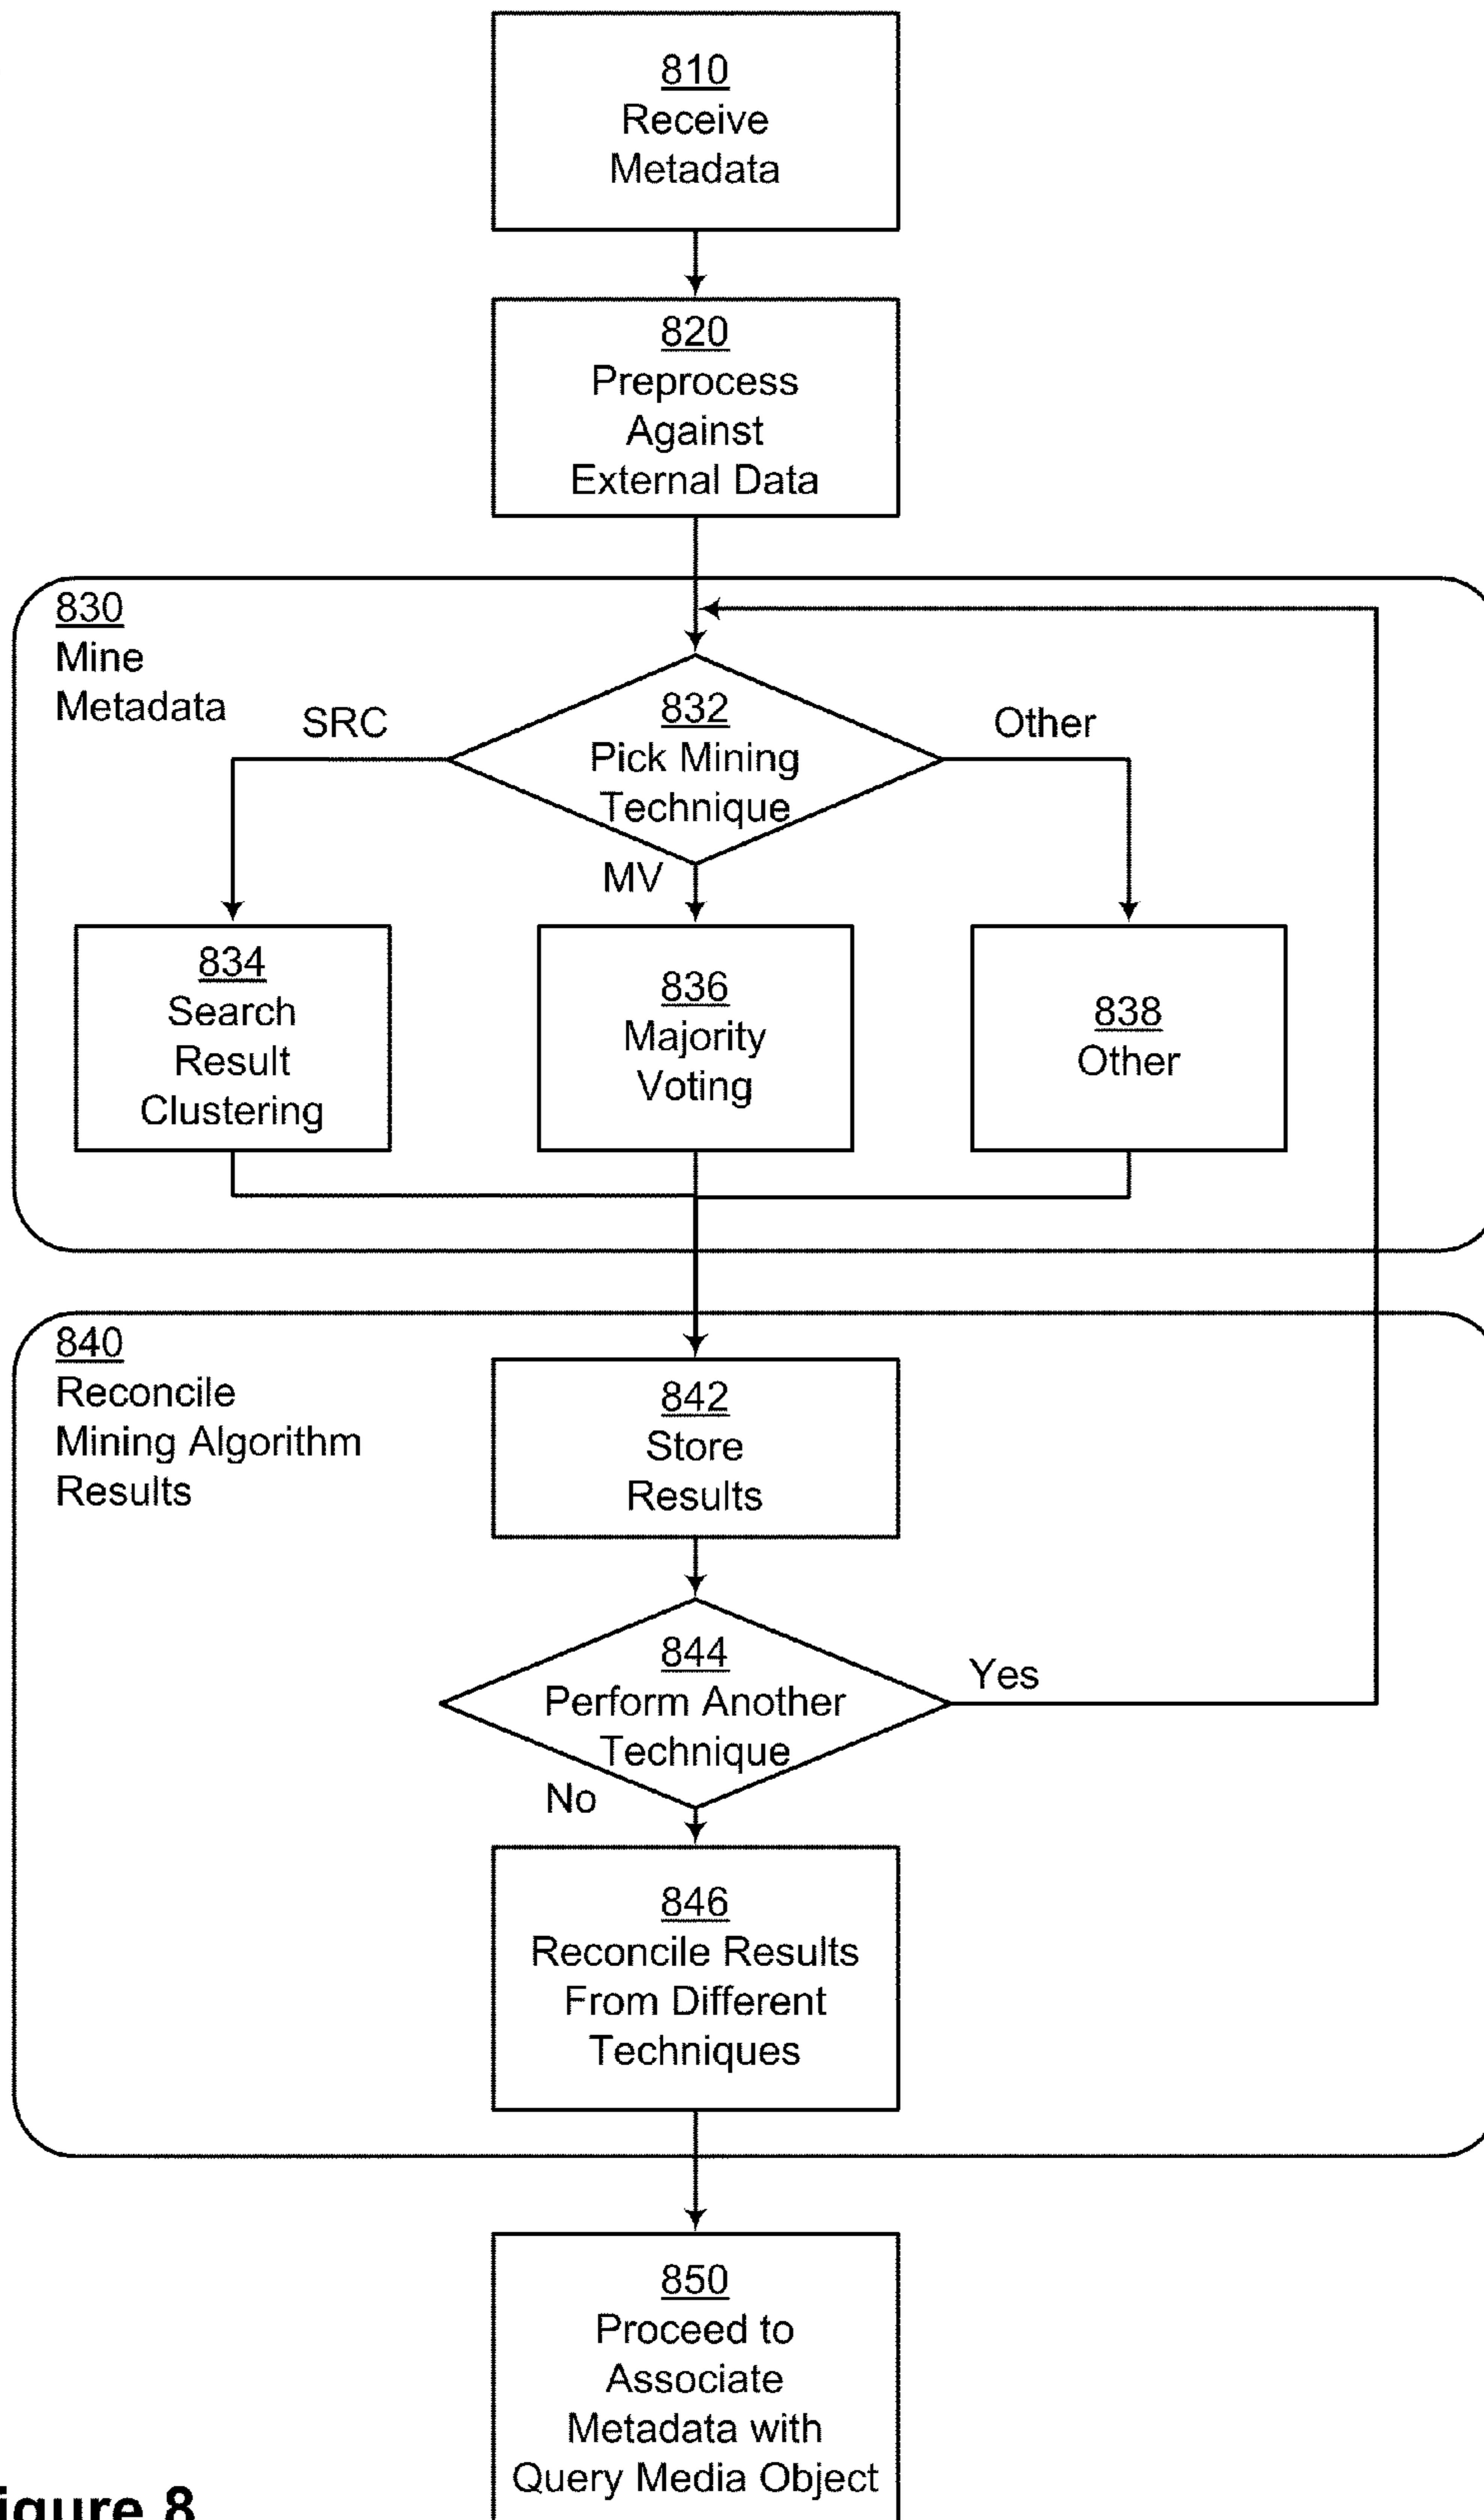 810
Receive
Metadata
820
Preprocess
Against
External Data
830
Mine
Metadata
SRC
832
Pick Mining
Technique
Other
MV
834
Search
Result
Clustering
836
Majority
Voting
838
Other
840
Reconcile
Mining Algorithm
Results
842
Store
Results
844
Perform Another
Technique
Yes
No
846
Reconcile Results
From Different
Techniques
850
Proceed to
Associate
Metadata with
Query Media Object
igure 8